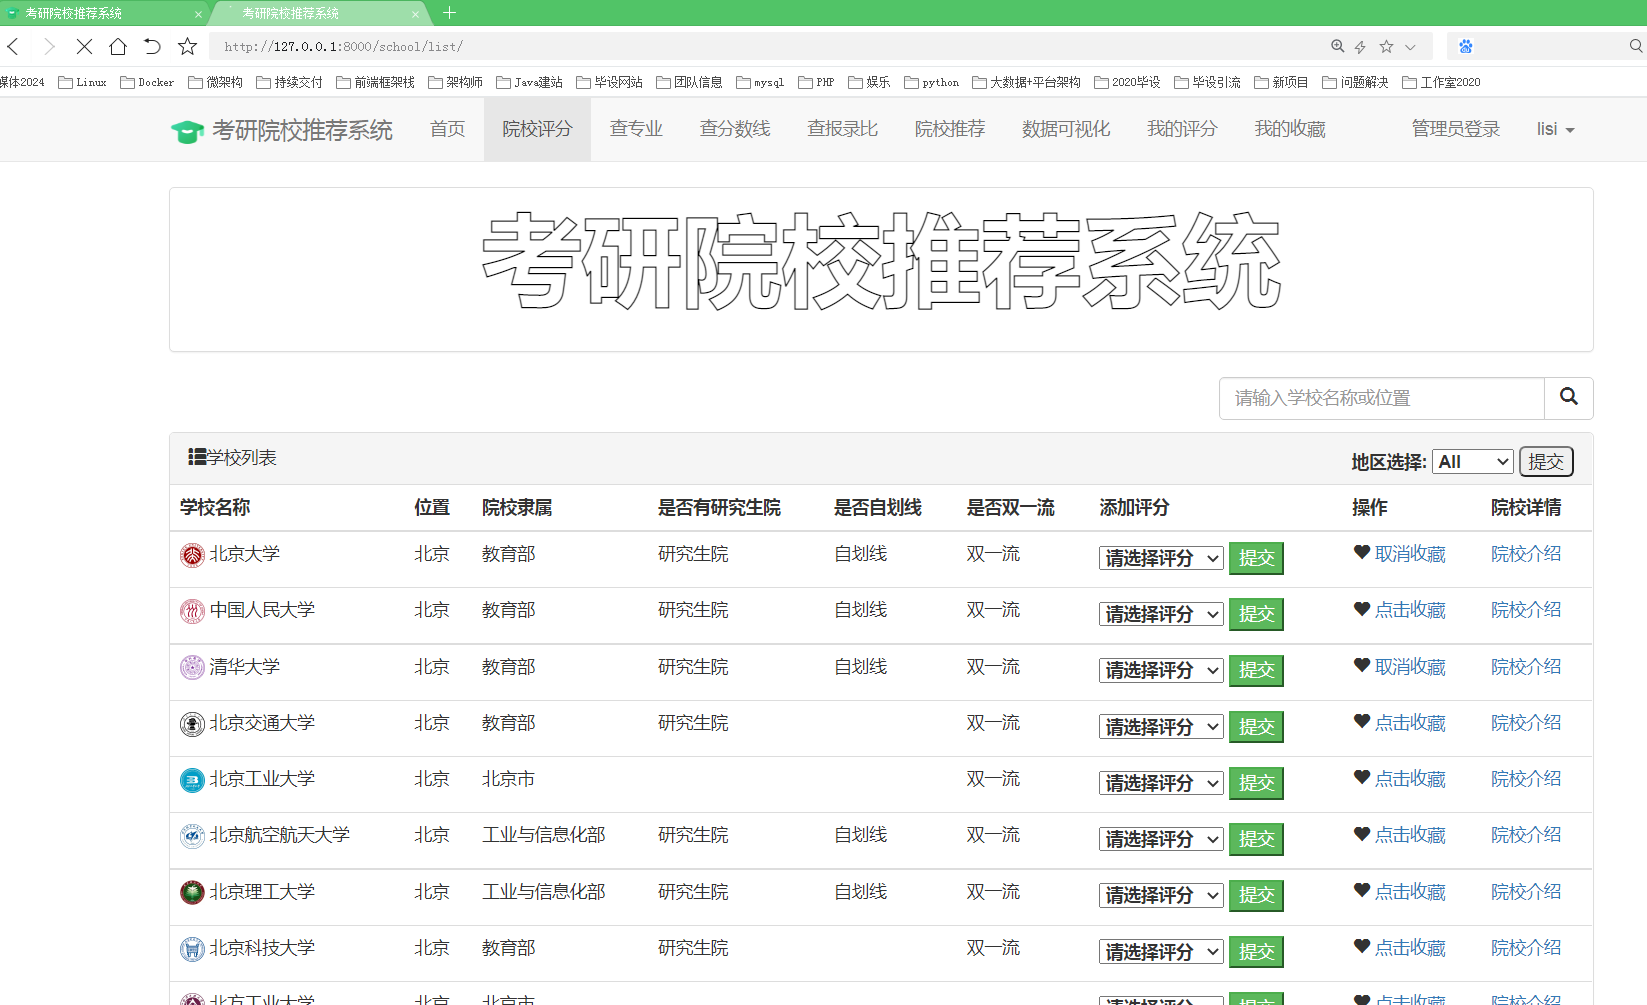 考研院校推荐系统 考研院校推荐系统
http://127.0.0.1:8000/school/list/
媒体2024 Linux Docker 微架构 持续交付 前端框架栈 架构师 Java建站 毕设网站 团队信息 mysql PHP 娱乐 python 大数据+平台架构 2020毕设 毕设引流 新项目 问题解决 工作室2020
考研院校推荐系统 首页 院校评分 查专业 查分数线 查报录比 院校推荐 数据可视化 我的评分 我的收藏 管理员登录 lisi
考研院校推荐系统
请输入学校名称或位置
学校列表 地区选择: All 提交
学校名称 位置 院校隶属 是否有研究生院 是否自划线 是否双一流 添加评分 操作 院校详情
北京大学 北京 教育部 研究生院 自划线 双一流 请选择评分 提交 取消收藏 院校介绍
中国人民大学 北京 教育部 研究生院 自划线 双一流 请选择评分 提交 点击收藏 院校介绍
清华大学 北京 教育部 研究生院 自划线 双一流 请选择评分 提交 取消收藏 院校介绍
北京交通大学 北京 教育部 研究生院 双一流 请选择评分 提交 点击收藏 院校介绍
北京工业大学 北京 北京市 双一流 请选择评分 提交 点击收藏 院校介绍
北京航空航天大学 北京 工业与信息化部 研究生院 自划线 双一流 请选择评分 提交 点击收藏 院校介绍
北京理工大学 北京 工业与信息化部 研究生院 自划线 双一流 请选择评分 提交 点击收藏 院校介绍
北京科技大学 北京 教育部 研究生院 双一流 请选择评分 提交 点击收藏 院校介绍
北方工业大学 北京 北京市 请选择评分 提交 点击收藏 院校介绍